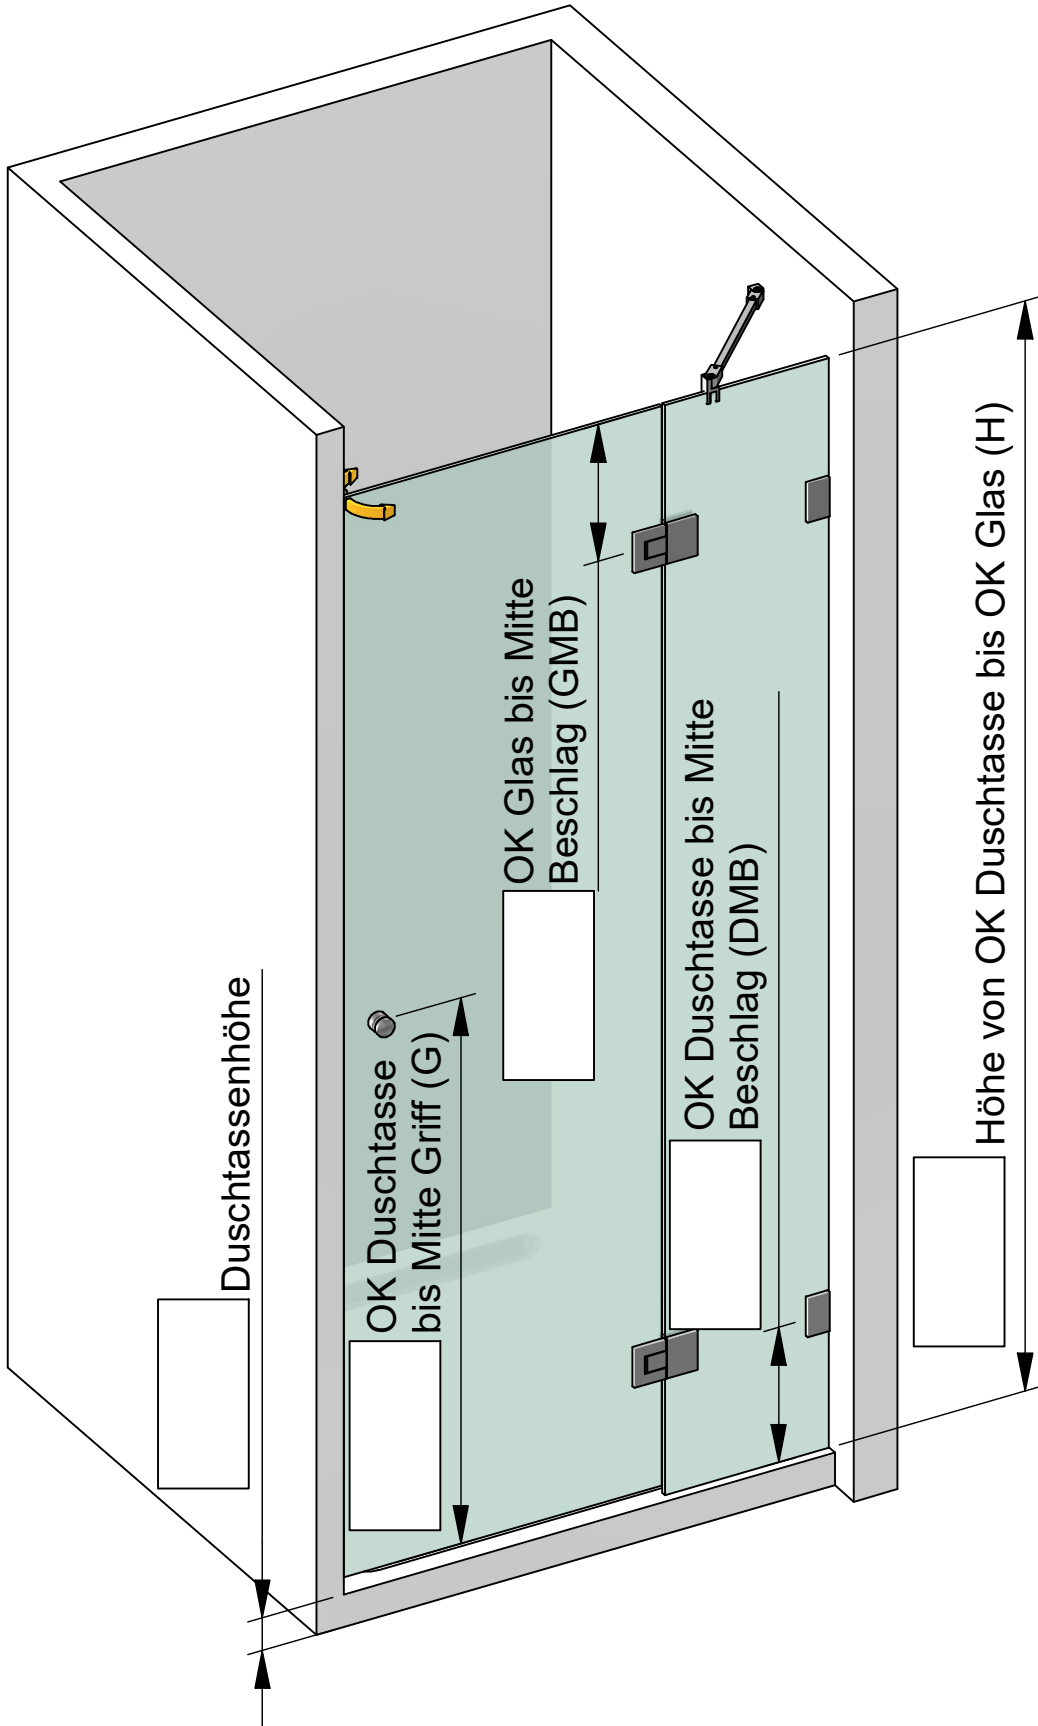 Duschtassenhöhe
OK Duschtasse
bis Mitte Griff (G)
OK Glas bis Mitte
Beschlag (GMB)
OK Duschtasse bis Mitte
Beschlag (DMB)
Höhe von OK Duschtasse bis OK Glas (H)